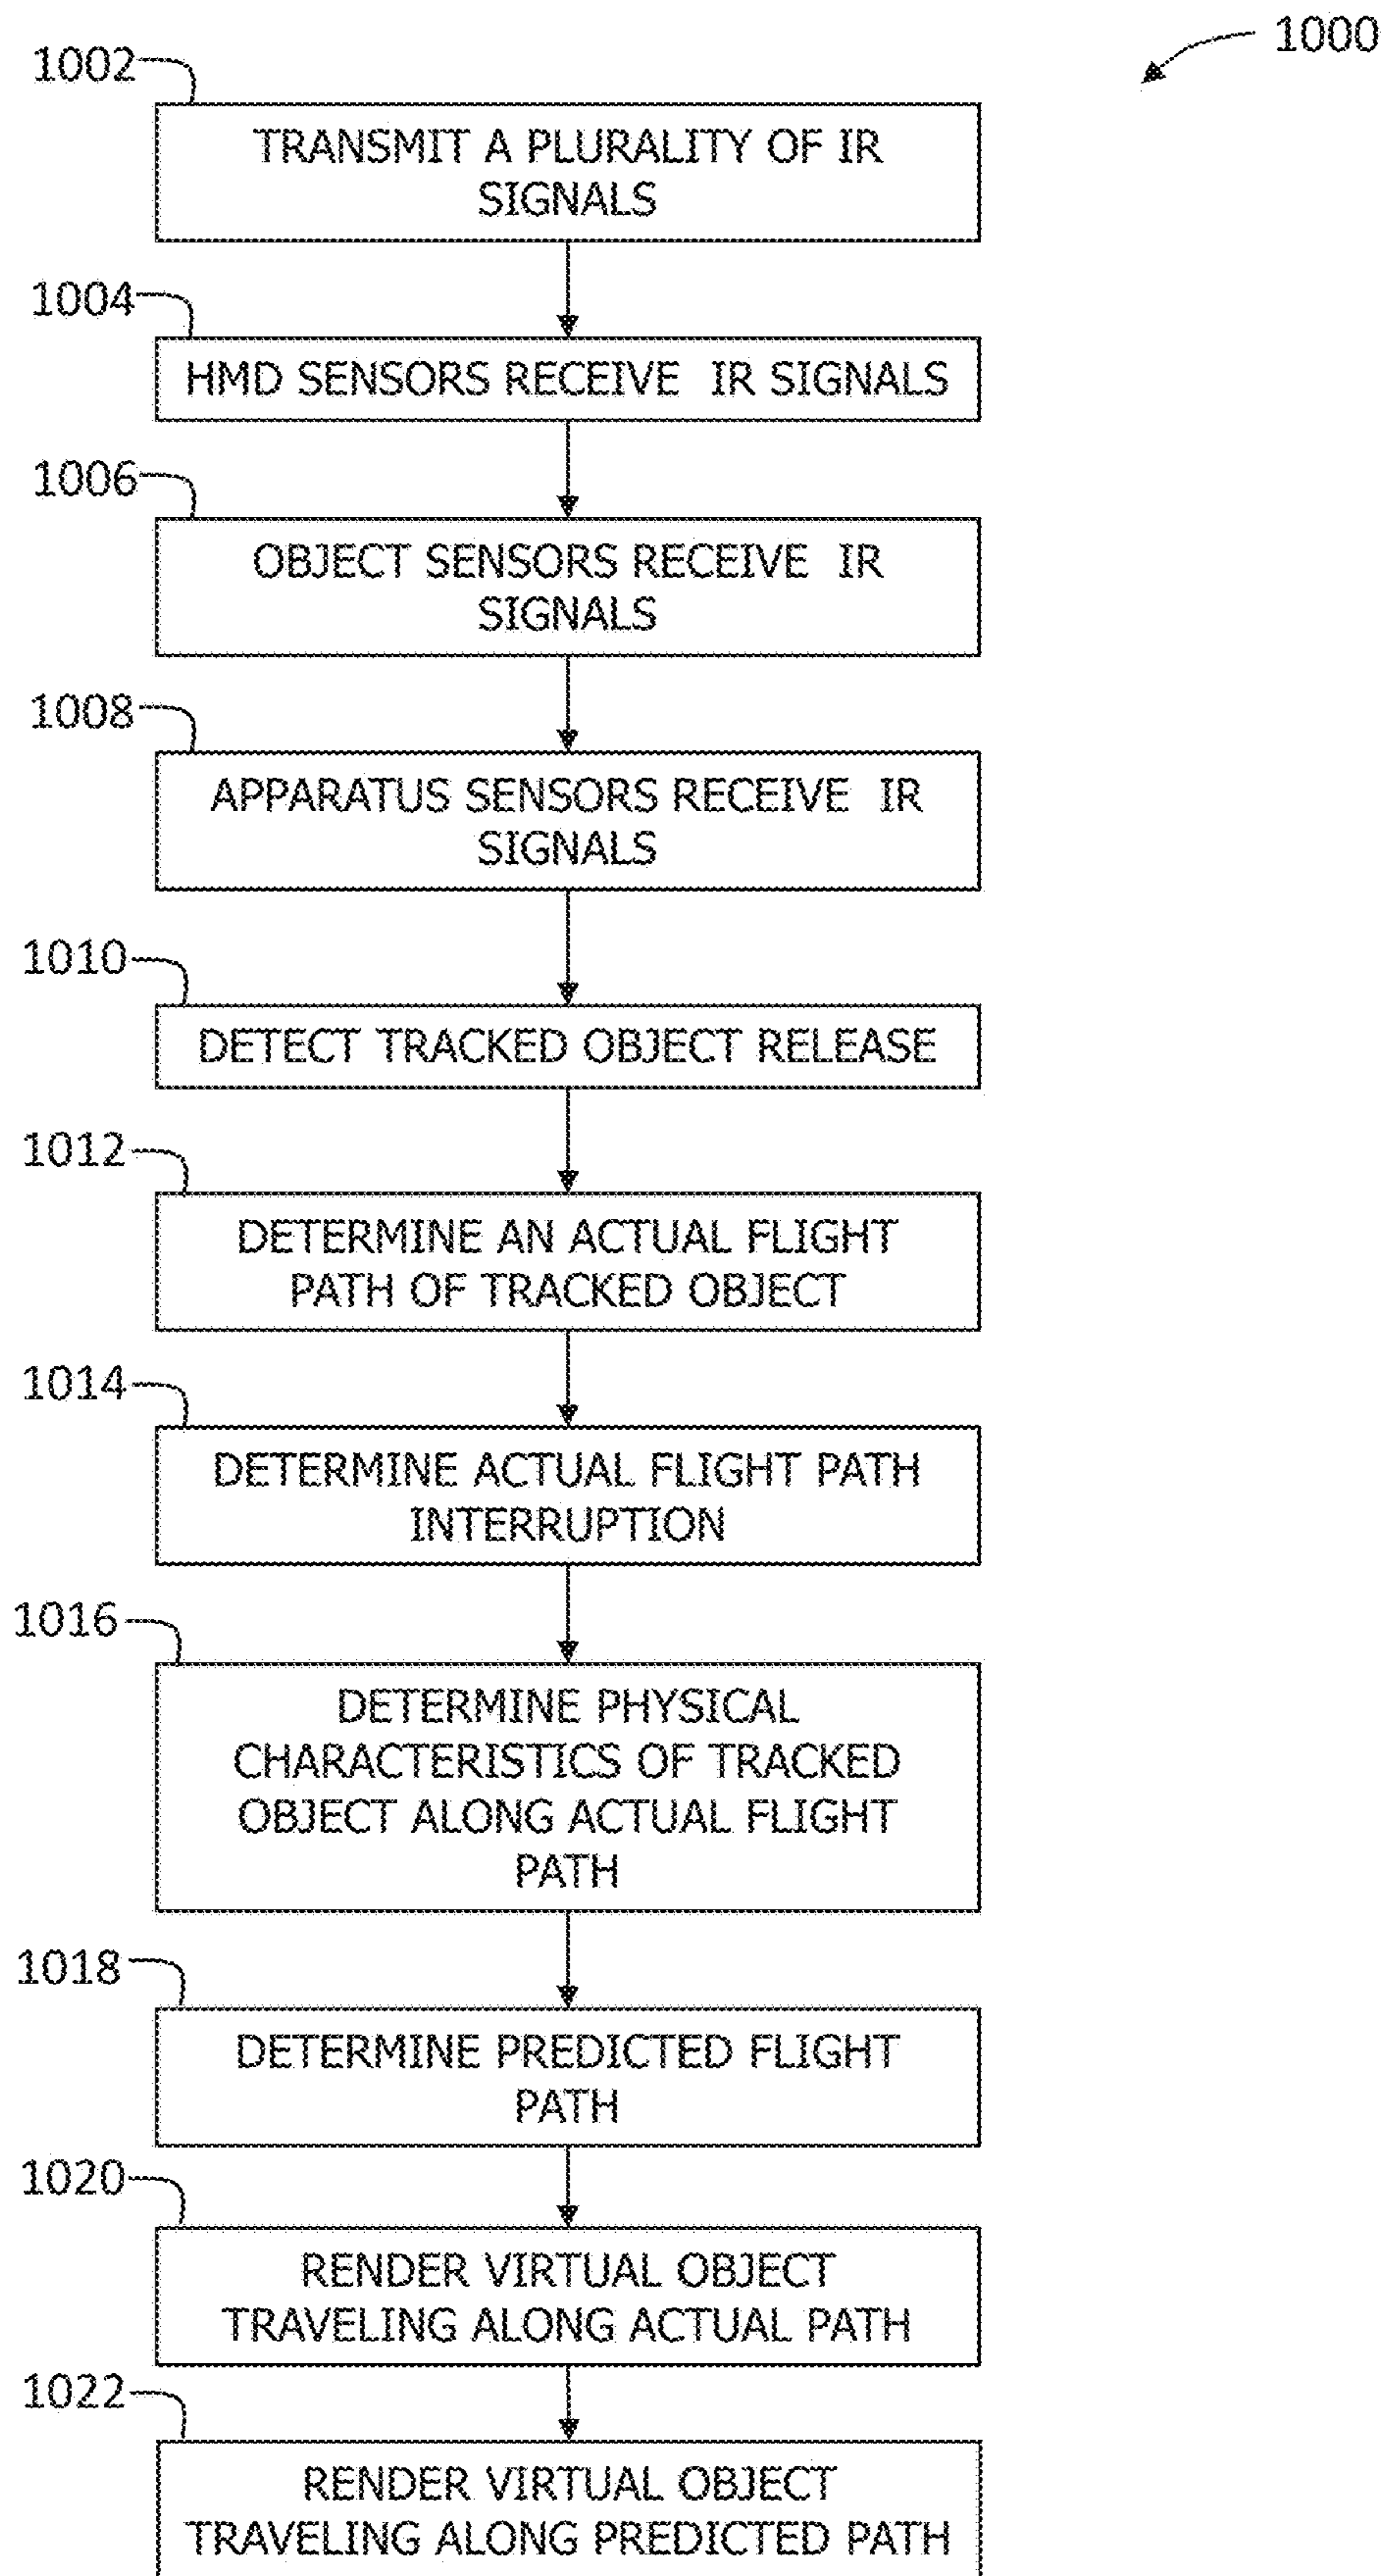 1000
1002
TRANSMIT A PLURALITY OF IR
SIGNALS
1004
HMD SENSORS RECEIVE IR SIGNALS
1006
OBJECT SENSORS RECEIVE IR
SIGNALS
1008
APPARATUS SENSORS RECEIVE IR
SIGNALS
1010
DETECT TRACKED OBJECT RELEASE
1012
DETERMINE AN ACTUAL FLIGHT
PATH OF TRACKED OBJECT
1014
DETERMINE ACTUAL FLIGHT PATH
INTERRUPTION
1016
DETERMINE PHYSICAL
CHARACTERISTICS OF TRACKED
OBJECT ALONG ACTUAL FLIGHT
PATH
1018
DETERMINE PREDICTED FLIGHT
PATH
1020
RENDER VIRTUAL OBJECT
TRAVELING ALONG ACTUAL PATH
1022
RENDER VIRTUAL OBJECT
TRAVELING ALONG PREDICTED PATH